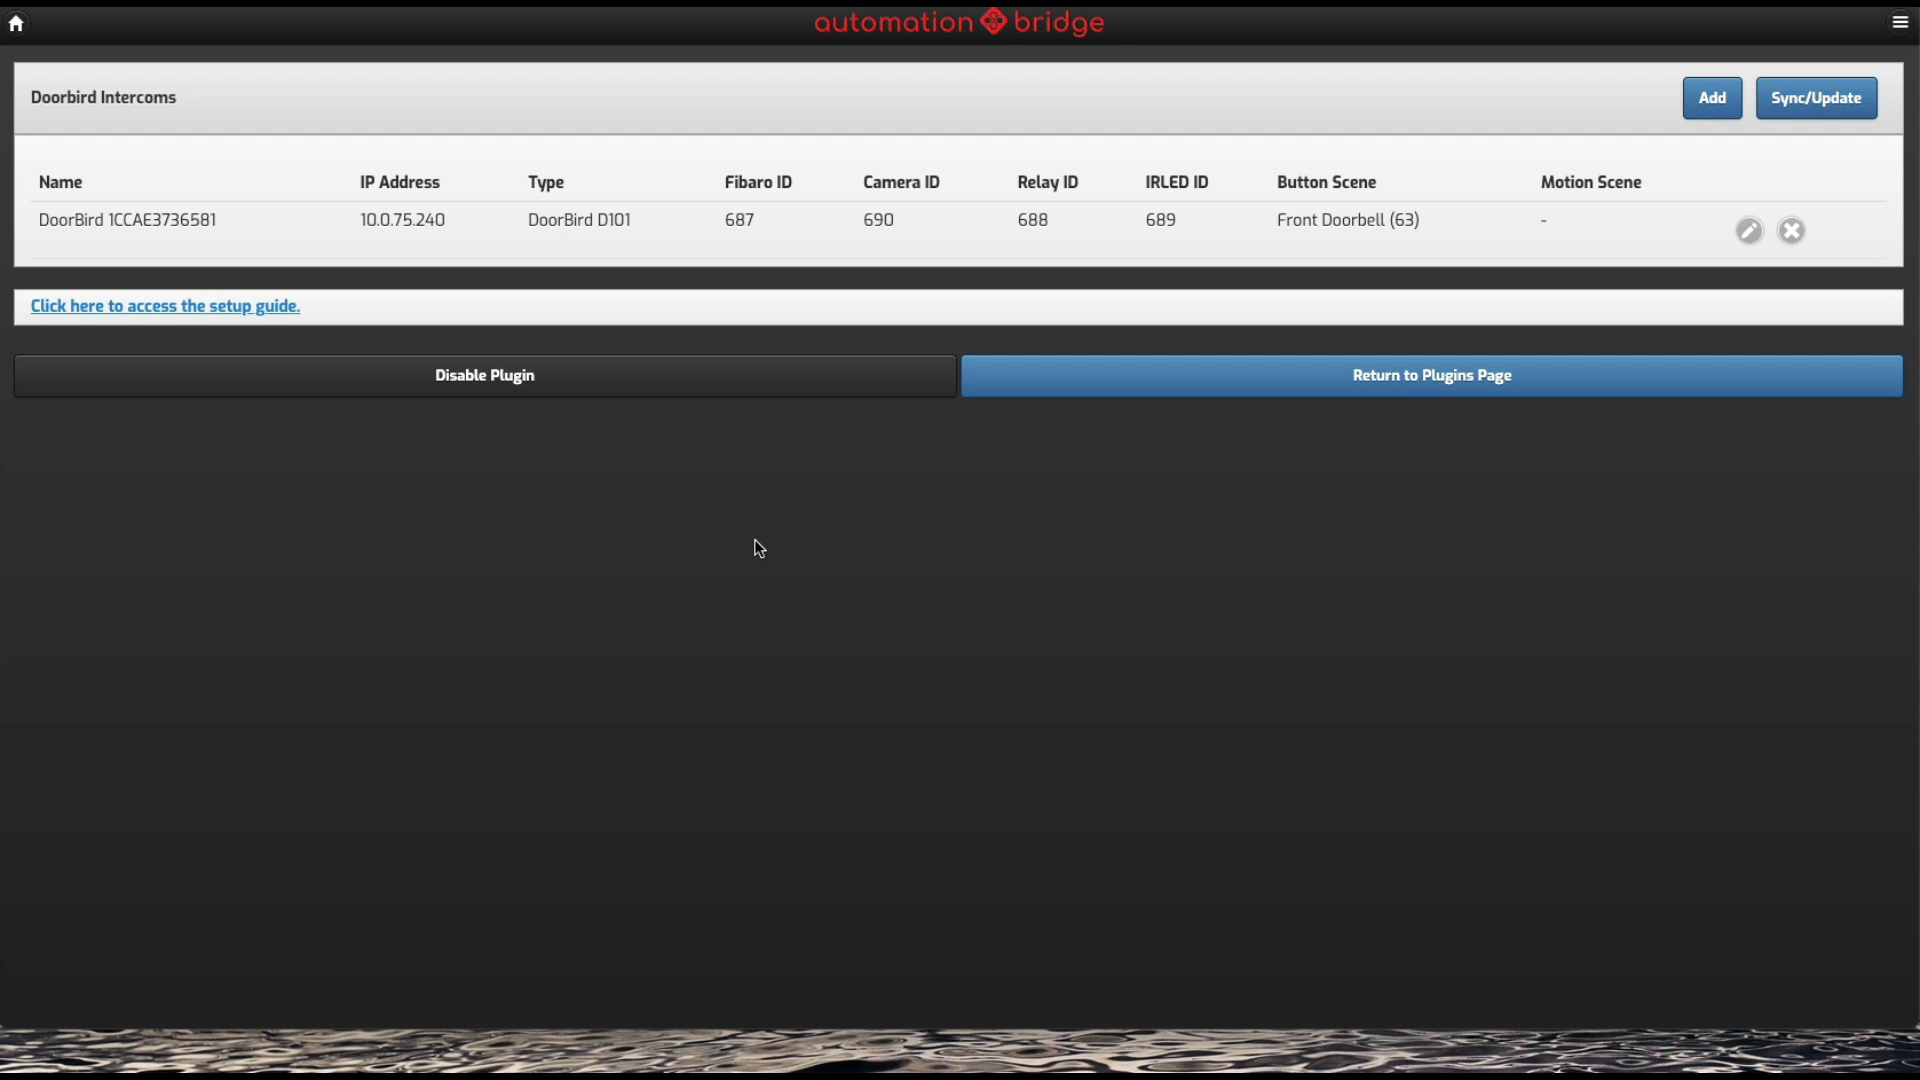 automation bridge
Doorbird Intercoms
Add Sync/Update
Name IP Address Type Fibaro ID Camera ID Relay ID IRLED ID Button Scene Motion Scene
DoorBird 1CCAE3736581 10.0.75.240 DoorBird D101 687 690 688 689 Front Doorbell (63) -
Click here to access the setup guide.
Disable Plugin Return to Plugins Page